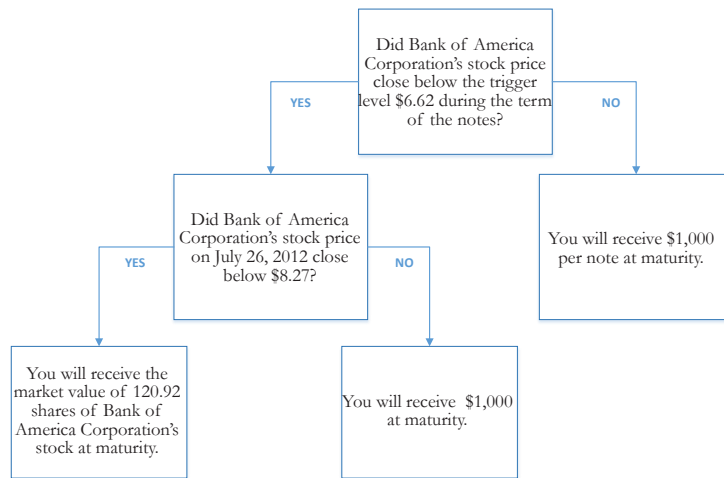 Did Bank of America
Corporation's stock price
close below the trigger
level $6.62 during the term
of the notes?
YES
NO
Did Bank of America
Corporation's stock price
on July 26, 2012 close
below $8.27?
You will receive $1,000
per note at maturity.
YES
NO
You will receive the
market value of 120.92
shares of Bank of
America Corporation's
stock at maturity.
You will receive $1,000
at maturity.